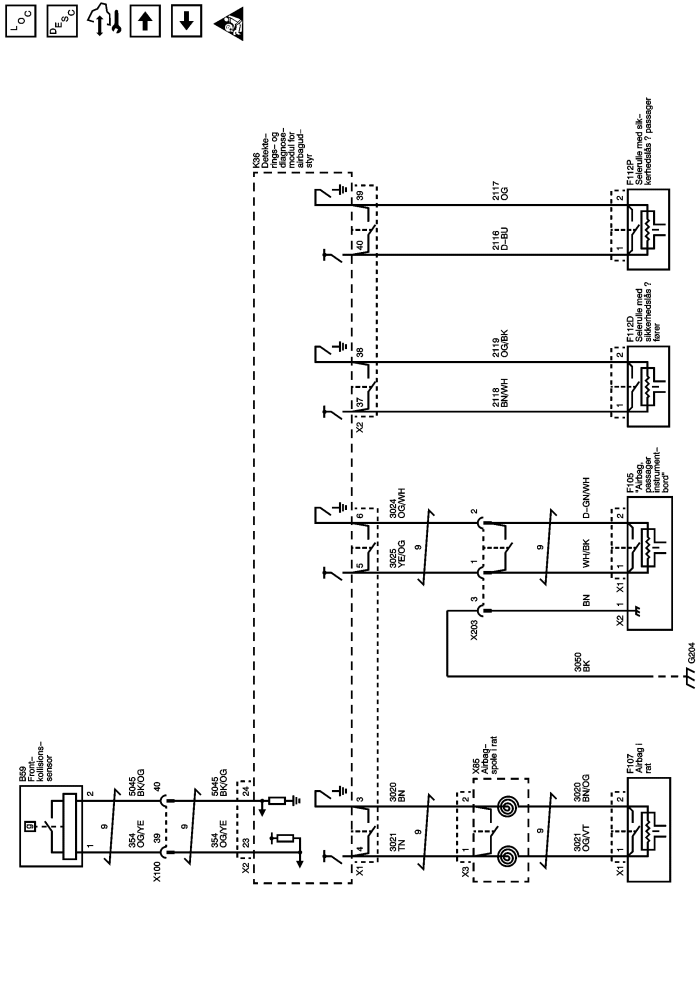 L O C
D E S C
K36
Detekte–
rings– og
diagnose–
modul for
airbagud–
styr
39
40
2117
OG
2116
D–BU
2
1
F112P
Selerulle med sik–
kerhedslås ? passager
38
37
X2
2119
OG/BK
2118
BN/WH
2
1
F112D
Selerulle med
sikkerhedslås ?
fører
6
5
3024
OG/WH
3025
YE/OG
9
2
1
3
X203
D–GN/WH
9
WH/BK
BN
2
1
X1
1
X2
F105
"Airbag,
passager
instrument–
bord"
3050
BK
G204
B59
Front–
kollisions–
sensor
g
2
1
5045
BK/OG
9
354
OG/YE
40
39
X100
5045
BK/OG
9
354
OG/YE
24
23
X2
3
4
X1
3020
BN
9
3021
TN
2
1
X3
X85
Airbag–
spole i rat
3020
BN/OG
9
3021
OG/VT
2
1
X1
F107
Airbag i
rat